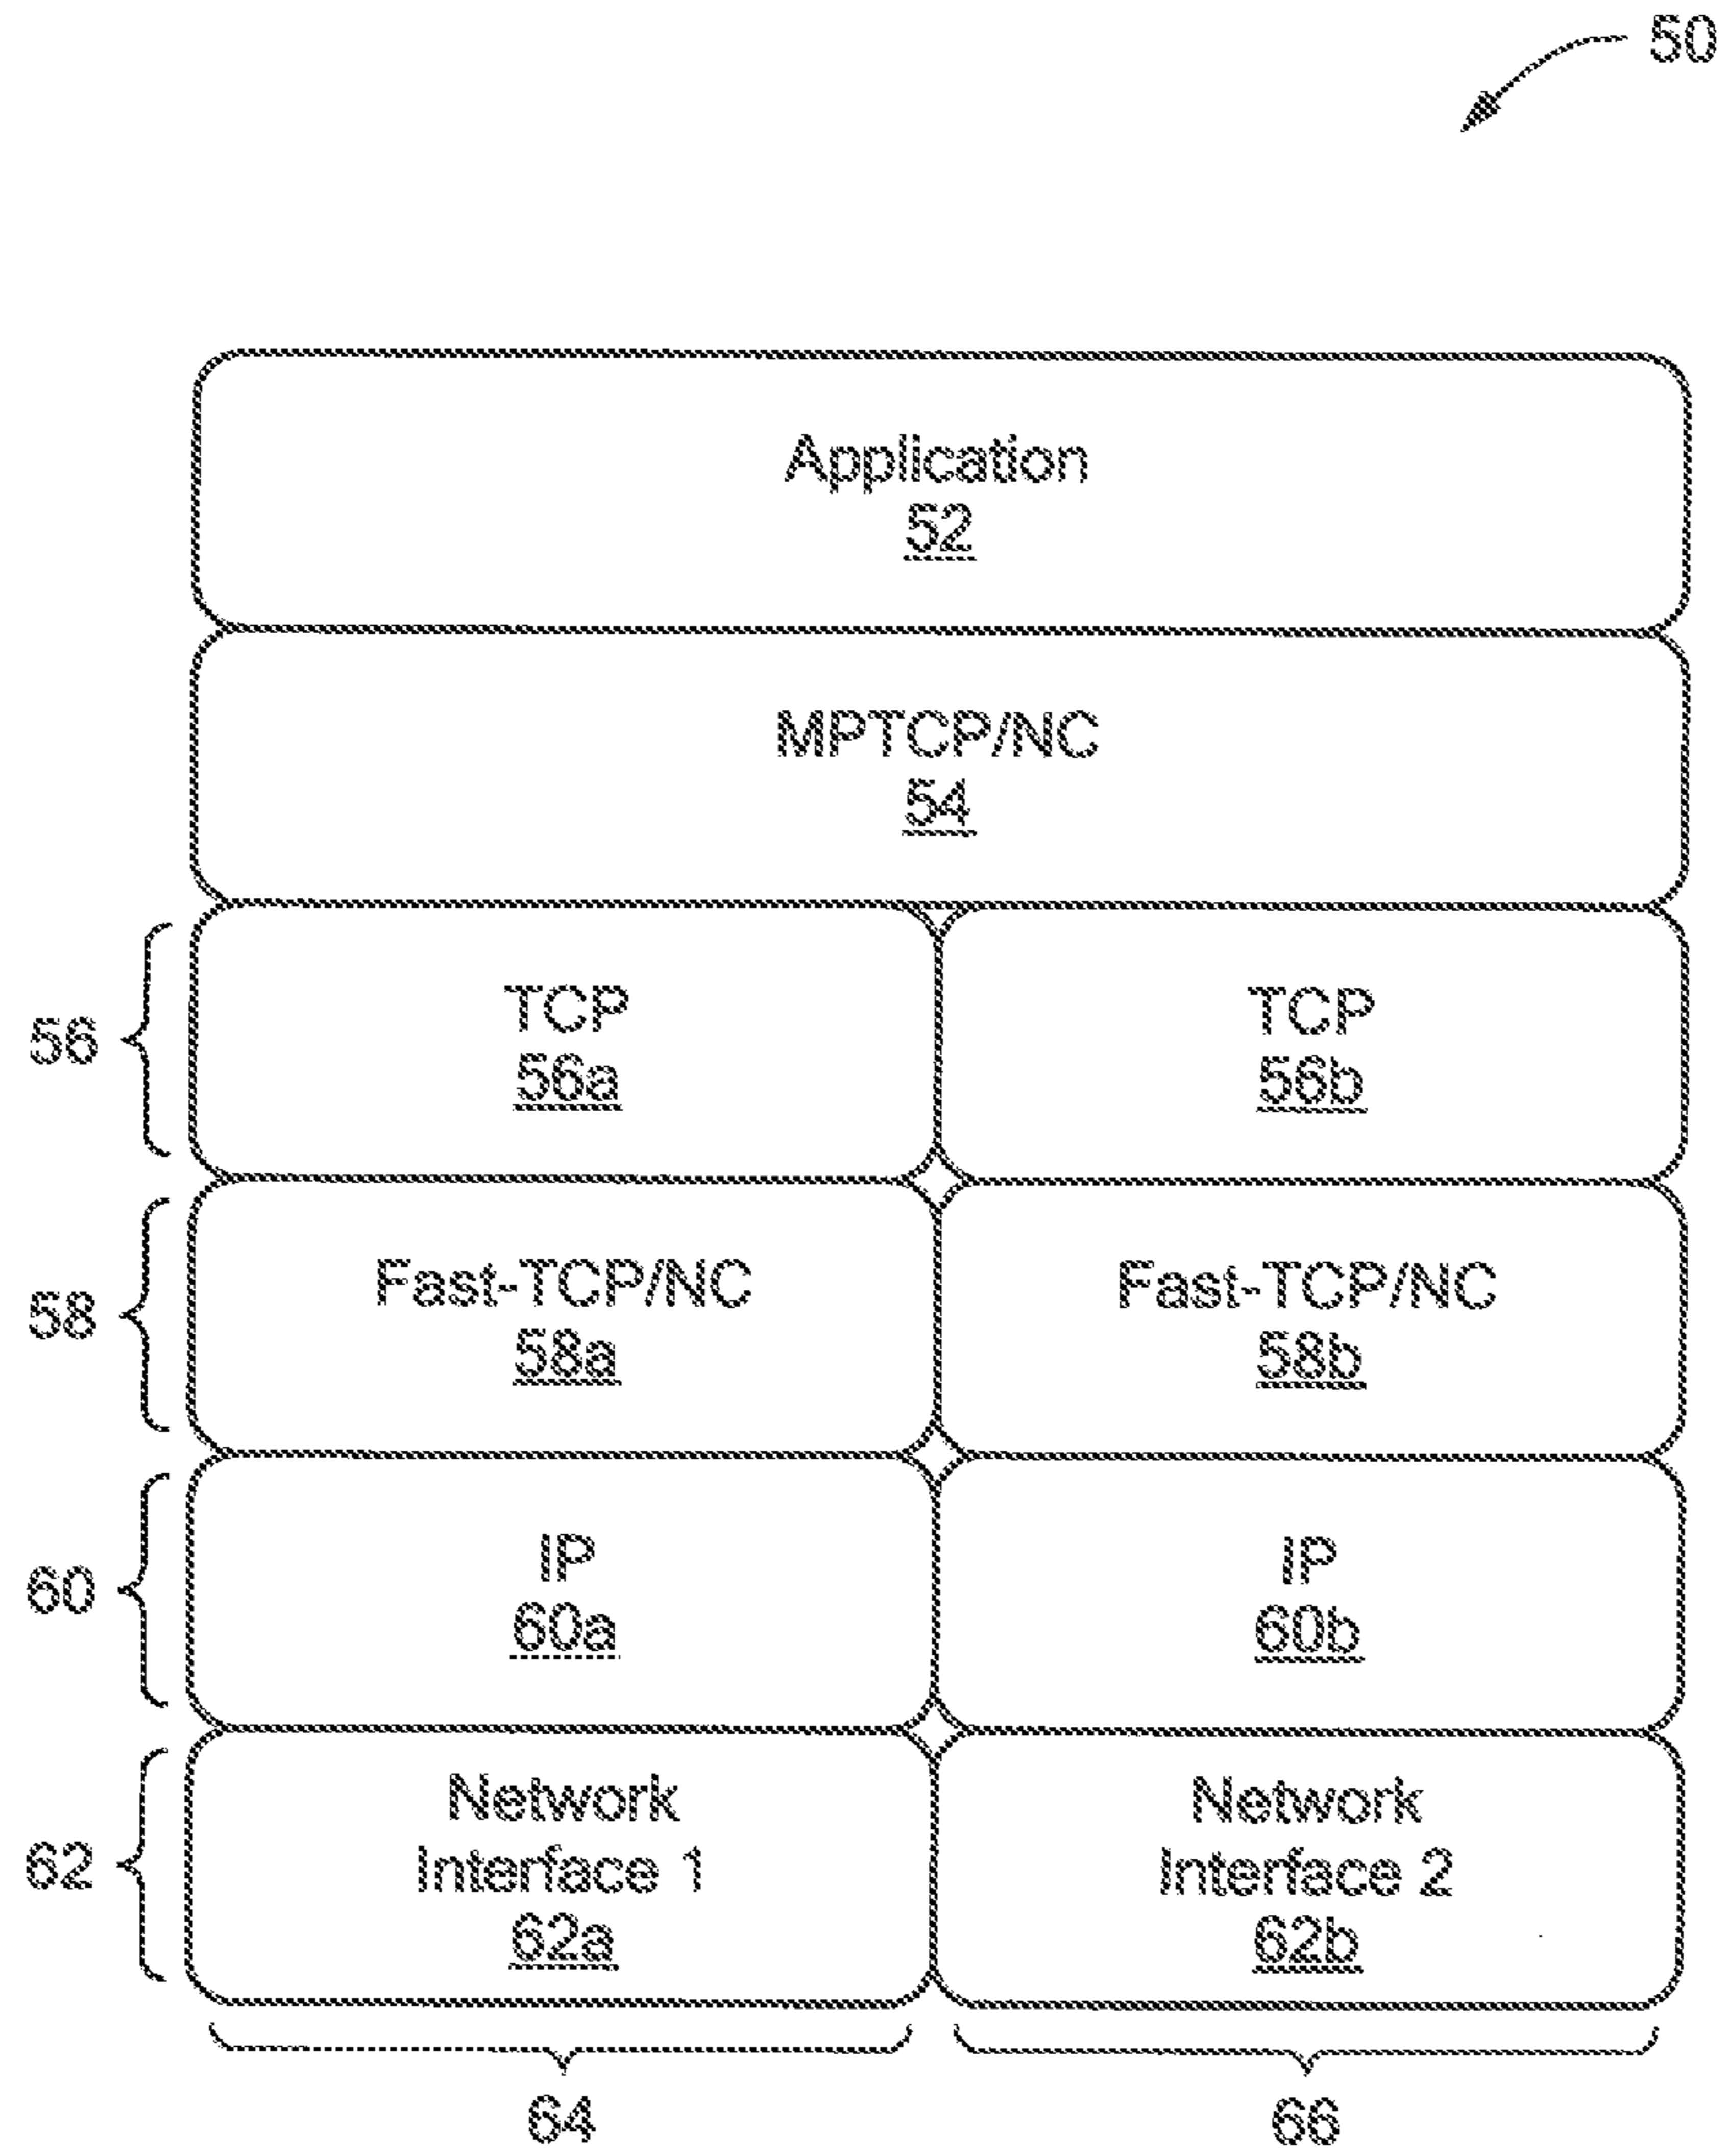 50
Application
52
MPTCP/NC
54
56
TCP
56a
TCP
56b
58
Fast-TCP/NC
58a
Fast-TCP/NC
58b
60
IP
60a
IP
60b
62
Network
Interface 1
62a
Network
Interface 2
62b
64
66